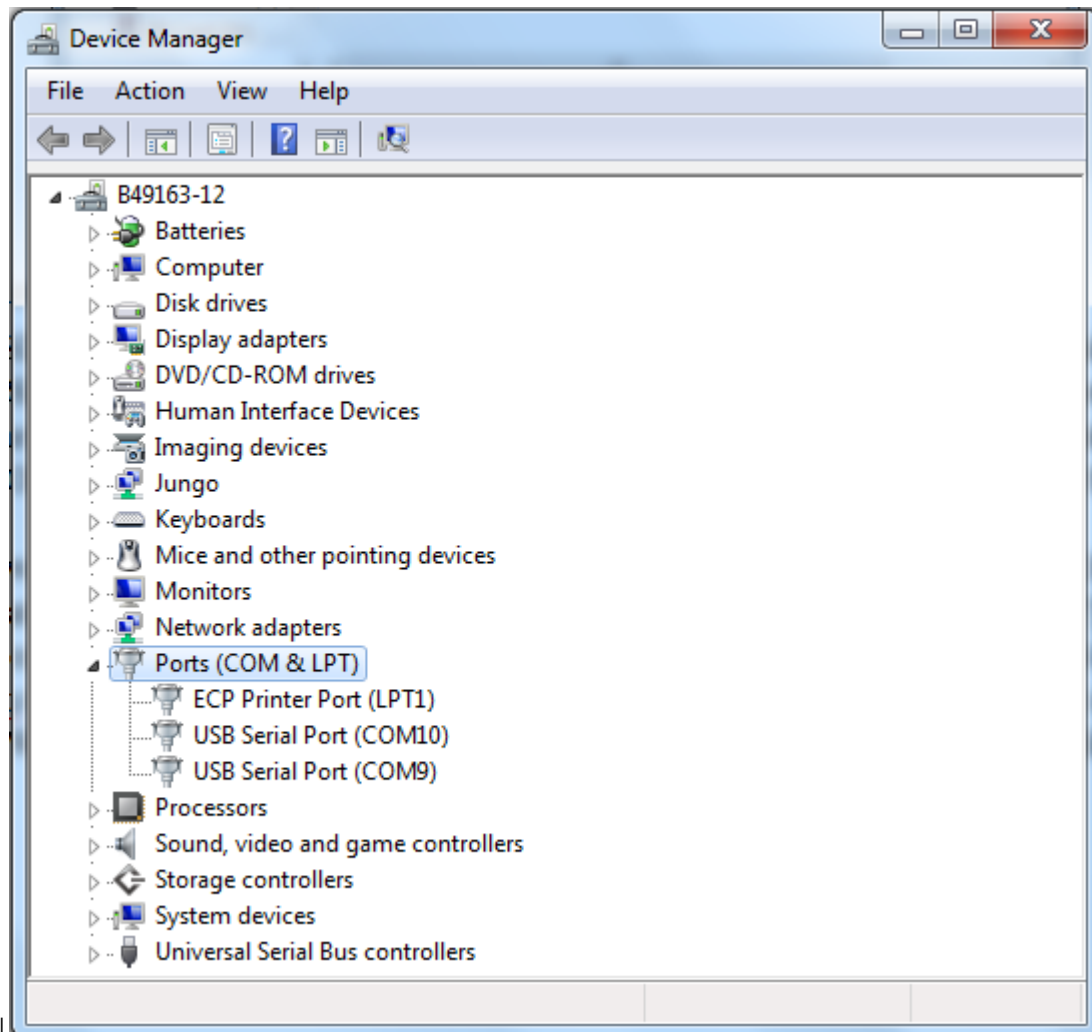 Device Manager
File Action View Help
B49163-12
Batteries
Computer
Disk drives
Display adapters
DVD/CD-ROM drives
Human Interface Devices
Imaging devices
Jungo
Keyboards
Mice and other pointing devices
Monitors
Network adapters
Ports (COM & LPT)
ECP Printer Port (LPT1)
USB Serial Port (COM10)
USB Serial Port (COM9)
Processors
Sound, video and game controllers
Storage controllers
System devices
Universal Serial Bus controllers